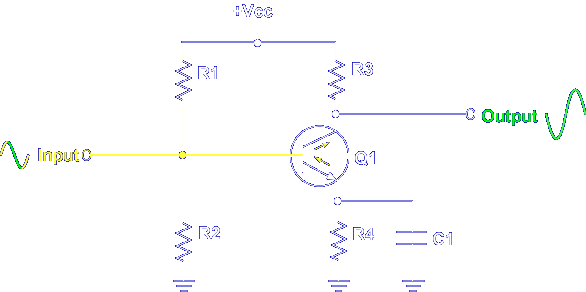 +Vcc
R1
R3
Output
Input
Q1
R2
R4
C1